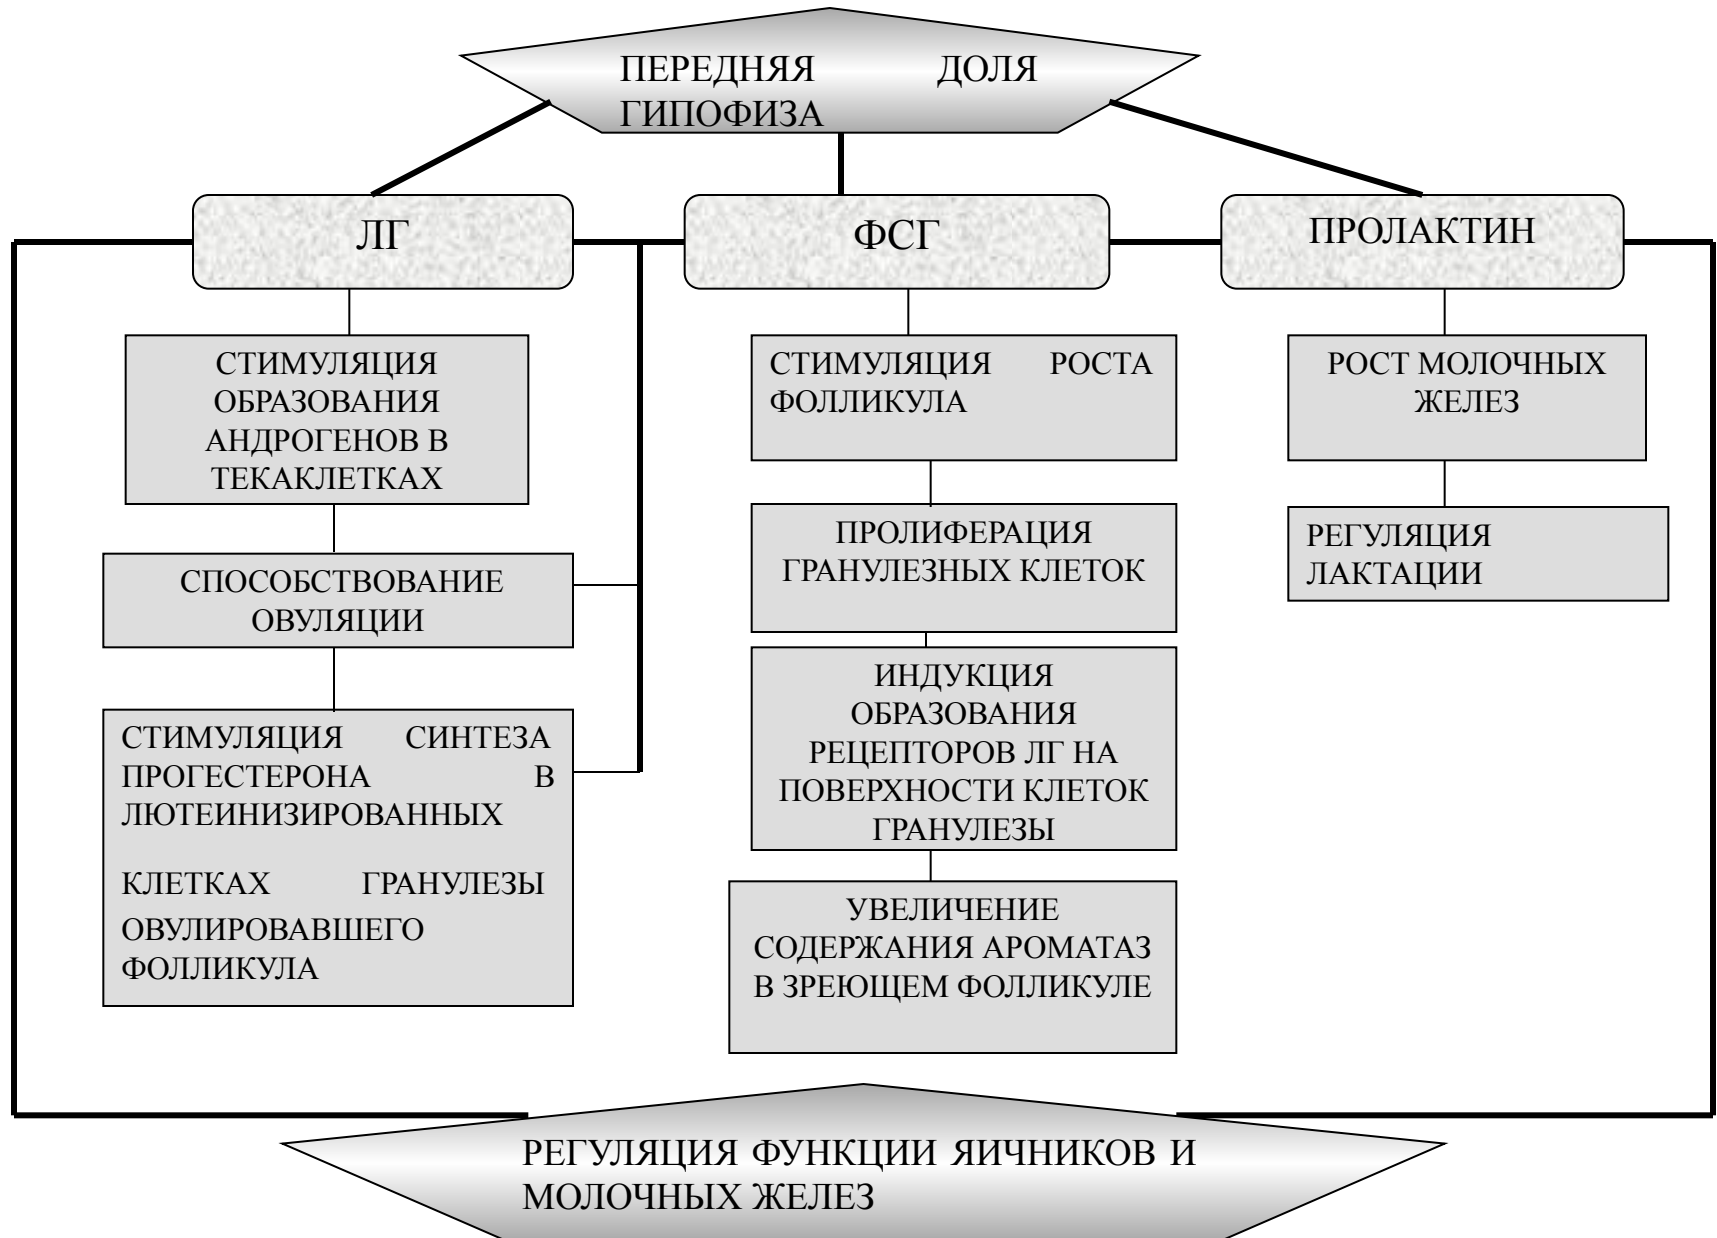 ПЕРЕДНЯЯ ДОЛЯ
ГИПОФИЗА
ЛГ
ФСГ
ПРОЛАКТИН
СТИМУЛЯЦИЯ
ОБРАЗОВАНИЯ
АНДРОГЕНОВ В
ТЕКАКЛЕТКАХ
СПОСОБСТВОВАНИЕ
ОВУЛЯЦИИ
СТИМУЛЯЦИЯ СИНТЕЗА
ПРОГЕСТЕРОНА В
ЛЮТЕИНИЗИРОВАННЫХ
КЛЕТКАХ ГРАНУЛЕЗЫ
ОВУЛИРОВАВШЕГО
ФОЛЛИКУЛА
СТИМУЛЯЦИЯ РОСТА
ФОЛЛИКУЛА
ПРОЛИФЕРАЦИЯ
ГРАНУЛЕЗНЫХ КЛЕТОК
ИНДУКЦИЯ
ОБРАЗОВАНИЯ
РЕЦЕПТОРОВ ЛГ НА
ПОВЕРХНОСТИ КЛЕТОК
ГРАНУЛЕЗЫ
УВЕЛИЧЕНИЕ
СОДЕРЖАНИЯ АРОМАТАЗ
В ЗРЕЮЩЕМ ФОЛЛИКУЛЕ
РОСТ МОЛОЧНЫХ
ЖЕЛЕЗ
РЕГУЛЯЦИЯ
ЛАКТАЦИИ
РЕГУЛЯЦИЯ ФУНКЦИИ ЯИЧНИКОВ И
МОЛОЧНЫХ ЖЕЛЕЗ